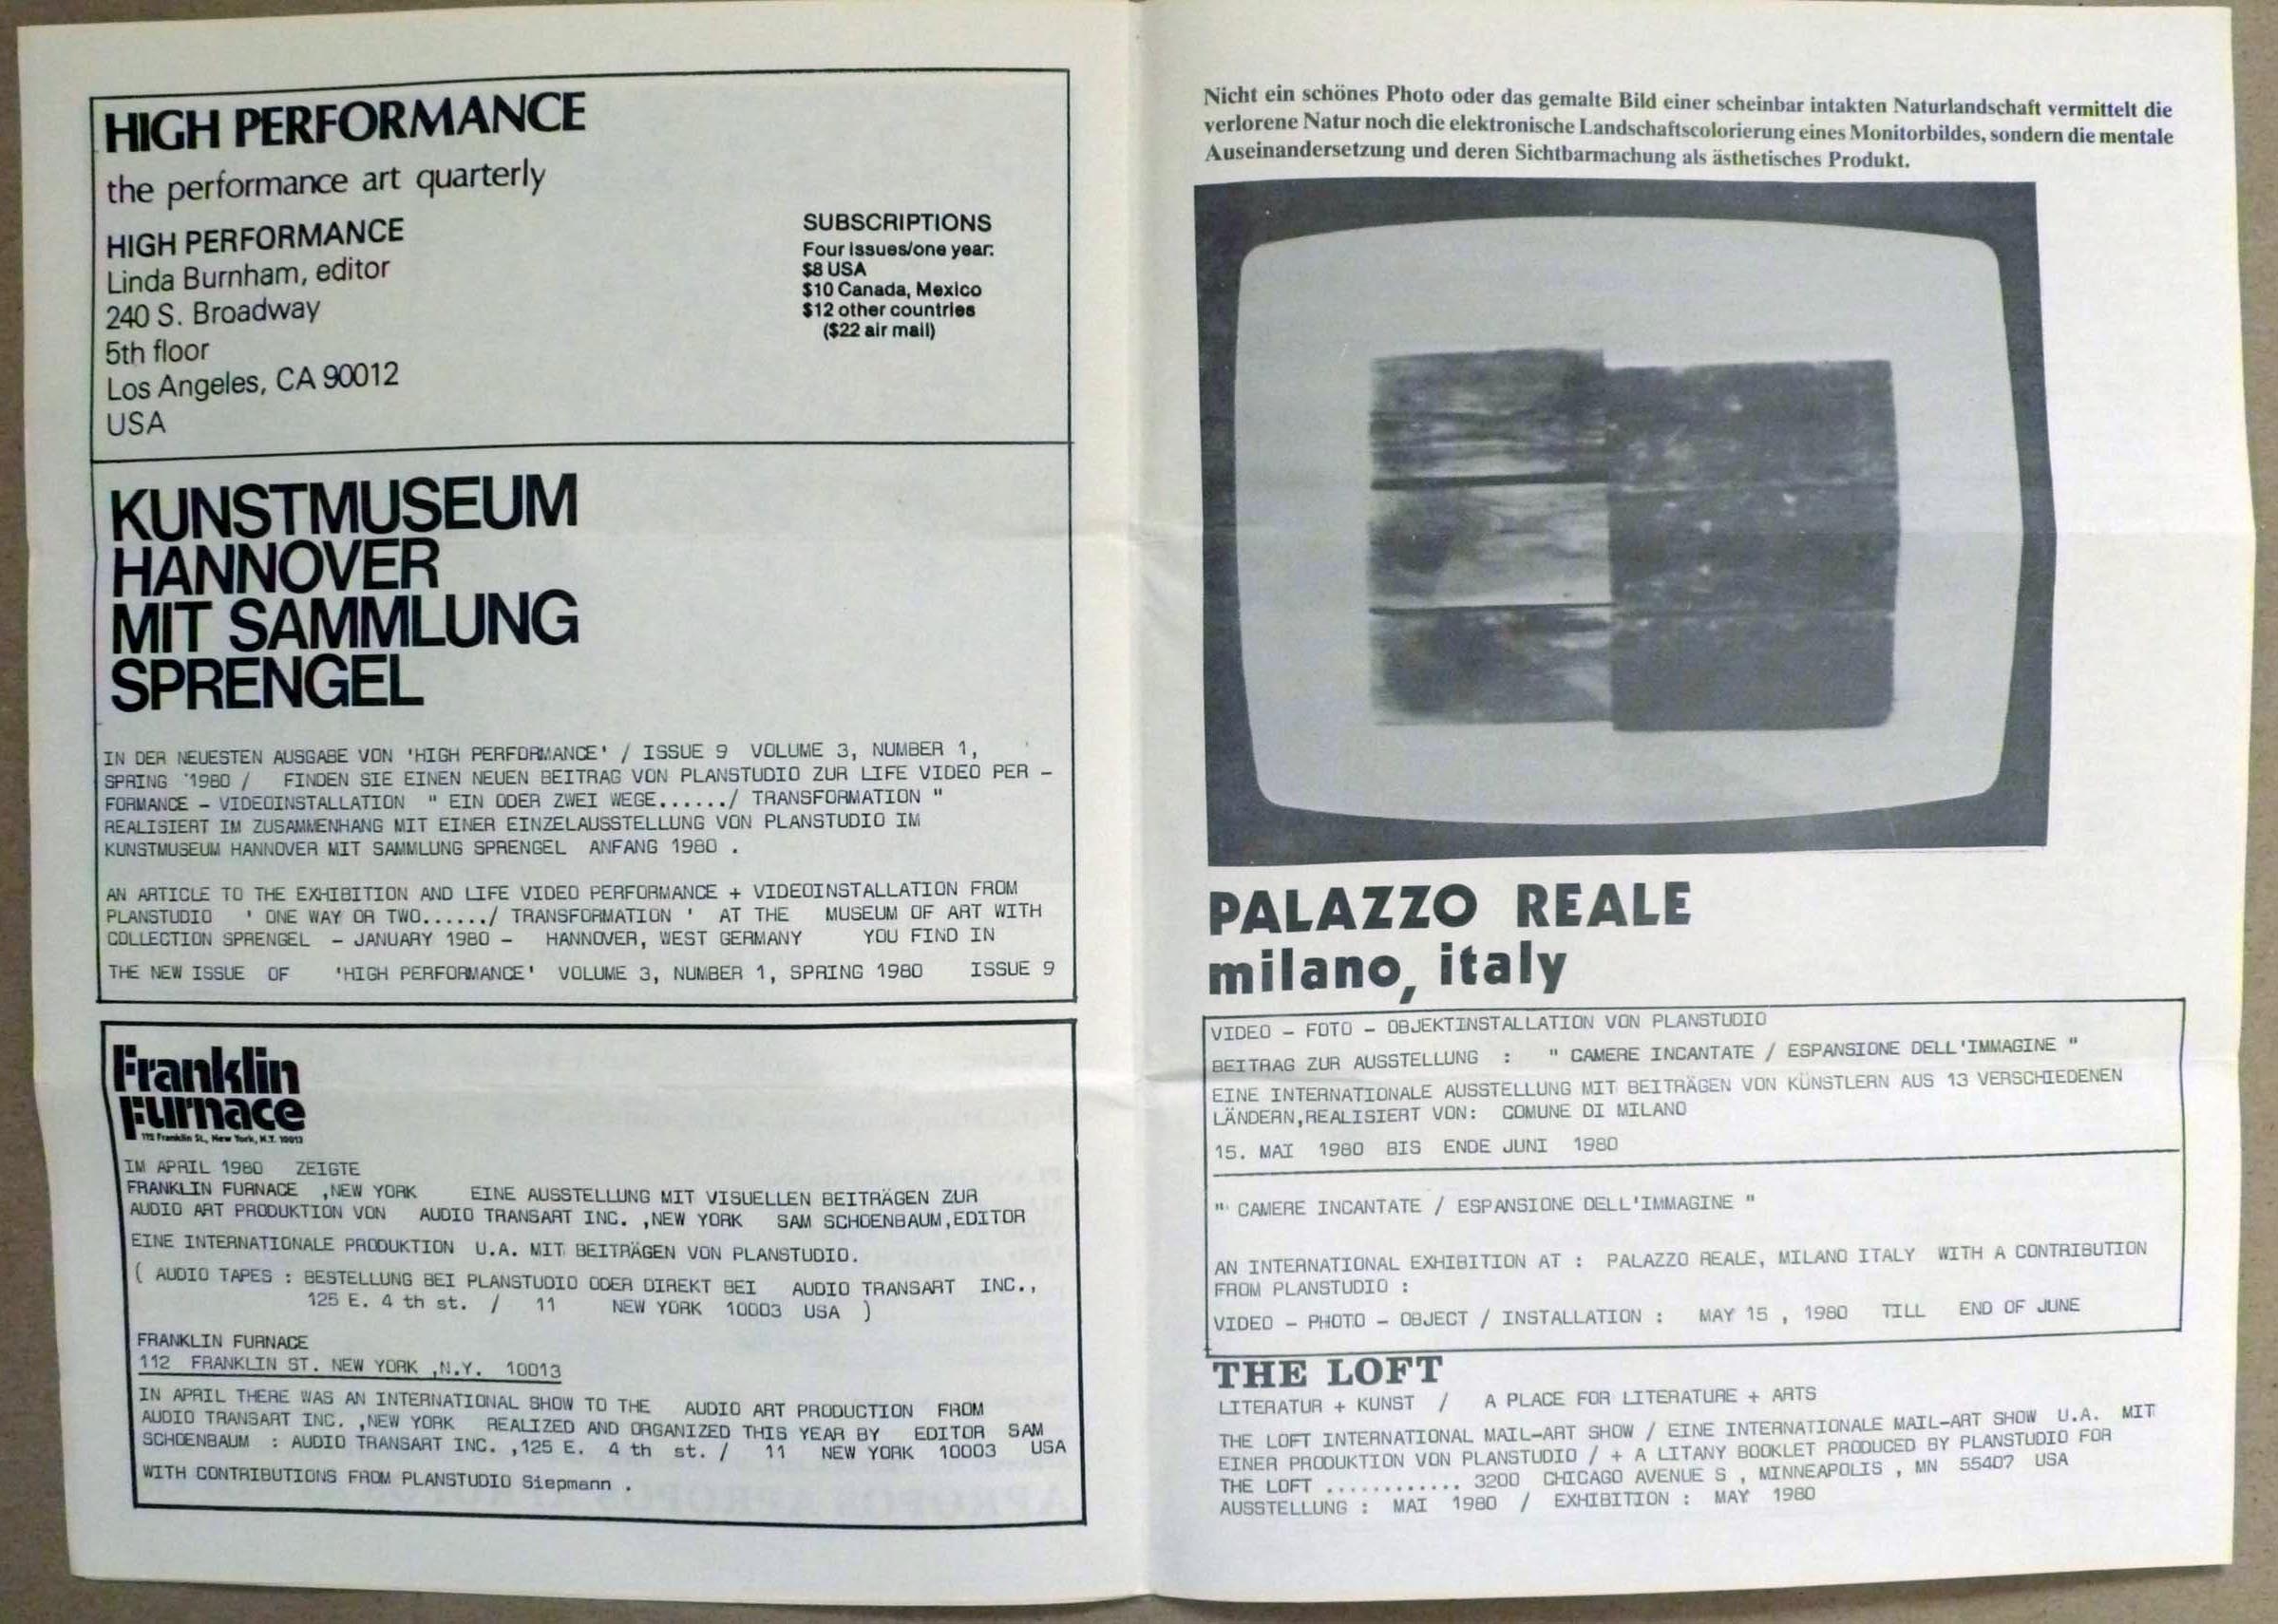 HIGH PERFORMANCE
the performance art quarterly
HIGH PERFORMANCE
Linda Burnham, editor
240 S. Broadway
5th floor
Los Angeles, CA 90012
USA
SUBSCRIPTIONS
Four issues/one year:
$8 USA
$10 Canada, Mexico
$12 other countries
($22 air mail)
KUNSTMUSEUM
HANNOVER
MIT SAMMLUNG
SPRENGEL
IN DER NEUESTEN AUSGABE VON 'HIGH PERFORMANCE' / ISSUE 9 VOLUME 3, NUMBER 1,
SPRING '1980 / FINDEN SIE EINEN NEUEN BEITRAG VON PLANSTUDIO ZUR LIFE VIDEO PER -
FORMANCE - VIDEOINSTALLATION " EIN ODER ZWEI WEGE....../ TRANSFORMATION "
REALISIERT IM ZUSAMMENHANG MIT EINER EINZELAUSSTELLUNG VON PLANSTUDIO IM
KUNSTMUSEUM HANNOVER MIT SAMMLUNG SPRENGEL ANFANG 1980 .
AN ARTICLE TO THE EXHIBITION AND LIFE VIDEO PERFORMANCE + VIDEOINSTALLATION FROM
PLANSTUDIO ' ONE WAY OR TWO....../ TRANSFORMATION ' AT THE MUSEUM OF ART WITH
COLLECTION SPRENGEL - JANUARY 1980 - HANNOVER, WEST GERMANY YOU FIND IN
THE NEW ISSUE OF 'HIGH PERFORMANCE' VOLUME 3, NUMBER 1, SPRING 1980 ISSUE 9
Franklin
Furnace
112 Franklin St., New York, N.Y. 10013
IM APRIL 1980 ZEIGTE
FRANKLIN FURNACE ,NEW YORK EINE AUSSTELLUNG MIT VISUELLEN BEITRÄGEN ZUR
AUDIO ART PRODUKTION VON AUDIO TRANSART INC. ,NEW YORK SAM SCHOENBAUM,EDITOR
EINE INTERNATIONALE PRODUKTION U.A. MIT BEITRÄGEN VON PLANSTUDIO.
( AUDIO TAPES : BESTELLUNG BEI PLANSTUDIO ODER DIREKT BEI AUDIO TRANSART INC.,
125 E. 4 th st. / 11 NEW YORK 10003 USA )
FRANKLIN FURNACE
112 FRANKLIN ST. NEW YORK ,N.Y. 10013
IN APRIL THERE WAS AN INTERNATIONAL SHOW TO THE AUDIO ART PRODUCTION FROM
AUDIO TRANSART INC. ,NEW YORK REALIZED AND ORGANIZED THIS YEAR BY EDITOR SAM
SCHOENBAUM : AUDIO TRANSART INC. ,125 E. 4 th st. / 11 NEW YORK 10003 USA
WITH CONTRIBUTIONS FROM PLANSTUDIO Siepmann .
Nicht ein schönes Photo oder das gemalte Bild einer scheinbar intakten Naturlandschaft vermittelt die
verlorene Natur noch die elektronische Landschaftscolorierung eines Monitorbildes, sondern die mentale
Auseinandersetzung und deren Sichtbarmachung als ästhetisches Produkt.
PALAZZO REALE
milano, italy
VIDEO - FOTO - OBJEKTINSTALLATION VON PLANSTUDIO
BEITRAG ZUR AUSSTELLUNG : " CAMERE INCANTATE / ESPANSIONE DELL'IMMAGINE "
EINE INTERNATIONALE AUSSTELLUNG MIT BEITRÄGEN VON KÜNSTLERN AUS 13 VERSCHIEDENEN
LÄNDERN,REALISIERT VON: COMUNE DI MILANO
15. MAI 1980 BIS ENDE JUNI 1980
" CAMERE INCANTATE / ESPANSIONE DELL'IMMAGINE "
AN INTERNATIONAL EXHIBITION AT : PALAZZO REALE, MILANO ITALY WITH A CONTRIBUTION
FROM PLANSTUDIO :
VIDEO - PHOTO - OBJECT / INSTALLATION : MAY 15 , 1980 TILL END OF JUNE
THE LOFT
LITERATUR + KUNST / A PLACE FOR LITERATURE + ARTS
THE LOFT INTERNATIONAL MAIL-ART SHOW / EINE INTERNATIONALE MAIL-ART SHOW U.A. MIT
EINER PRODUKTION VON PLANSTUDIO / + A LITANY BOOKLET PRODUCED BY PLANSTUDIO FOR
THE LOFT ............ 3200 CHICAGO AVENUE S , MINNEAPOLIS , MN 55407 USA
AUSSTELLUNG : MAI 1980 / EXHIBITION : MAY 1980